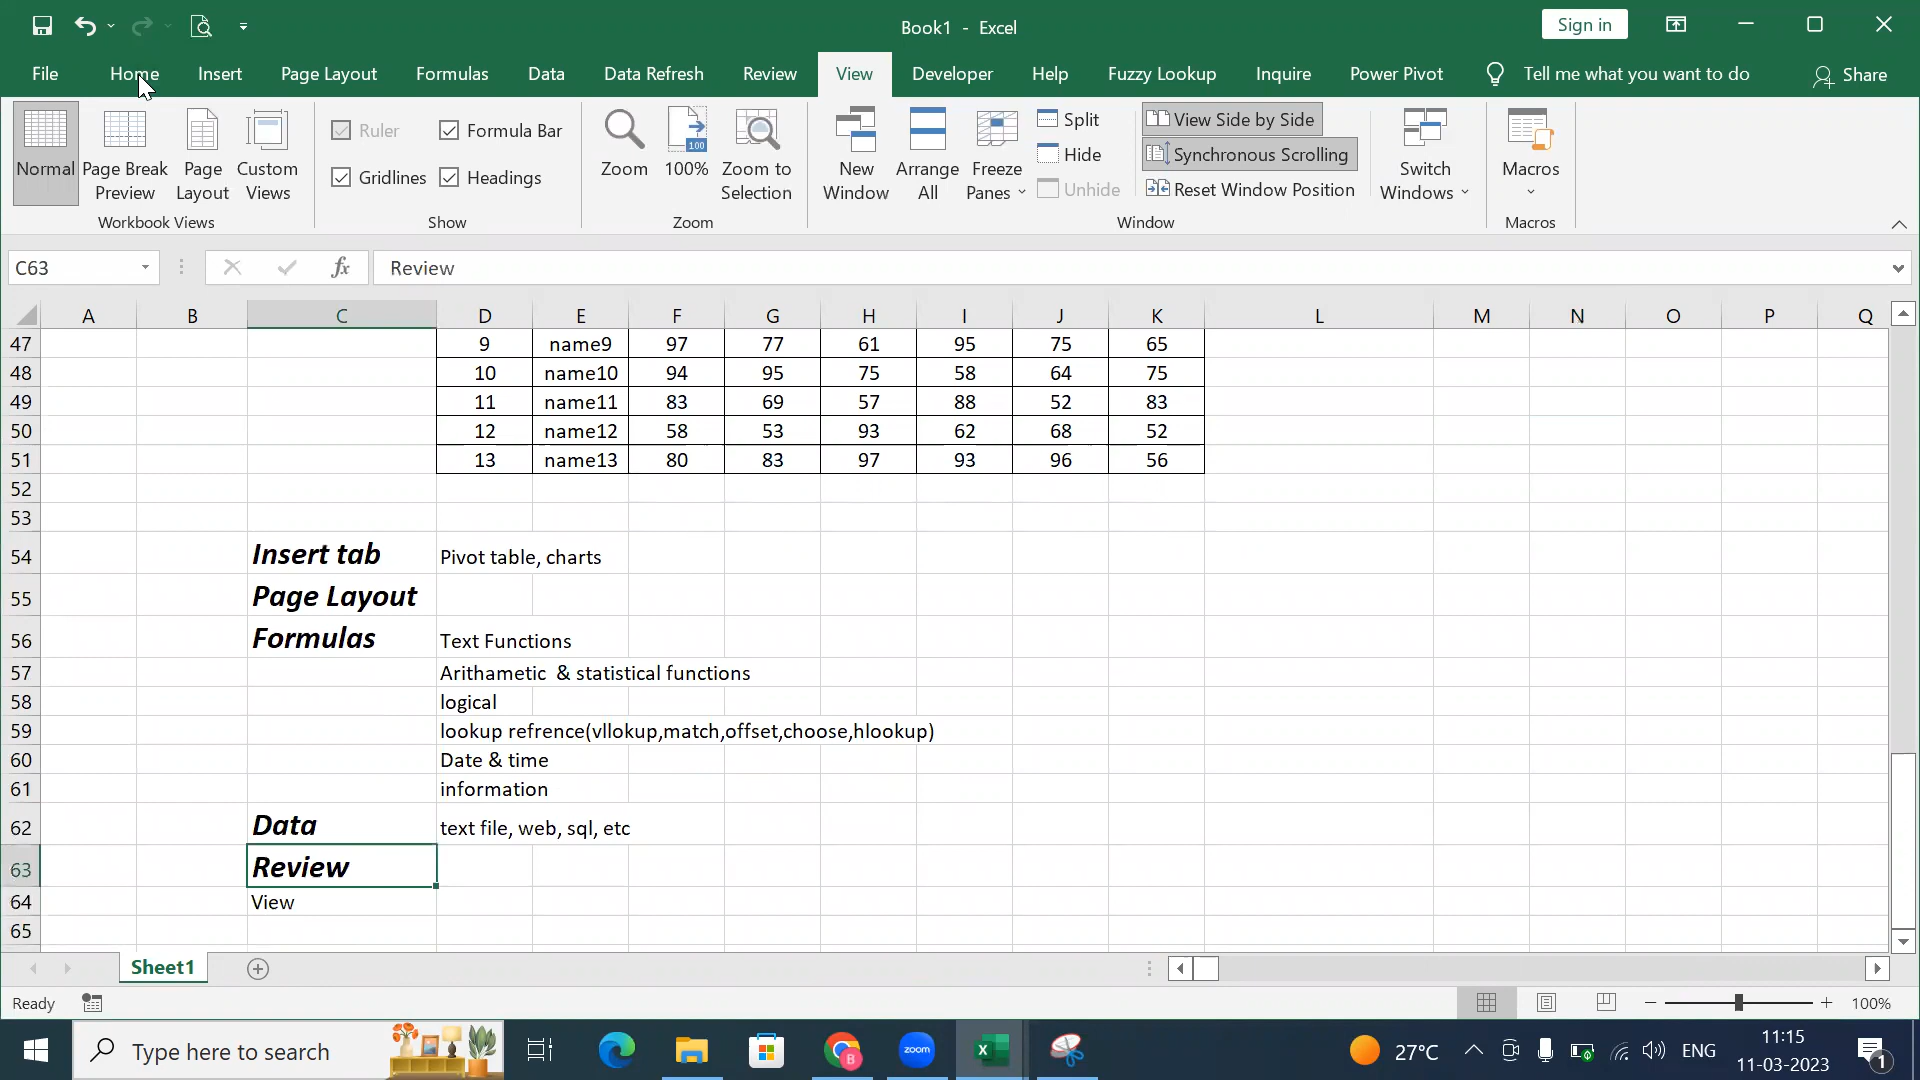 Book1 - Excel
Sign in
File Home Insert Page Layout Formulas Data Data Refresh Review View Developer Help Fuzzy Lookup Inquire Power Pivot Tell me what you want to do Share
Normal
Page Break Preview
Page Layout
Custom Views
Workbook Views
Ruler Formula Bar
Gridlines Headings
Show
Zoom
100
100%
Zoom to Selection
Zoom
New Window
Arrange All
Freeze Panes
Split
Hide
Unhide
View Side by Side
Synchronous Scrolling
Reset Window Position
Switch Windows
Window
Macros
Macros
C63 fx Review
A B C D E F G H I J K L M N O P Q
47 9 name9 97 77 61 95 75 65
48 10 name10 94 95 75 58 64 75
49 11 name11 83 69 57 88 52 83
50 12 name12 58 53 93 62 68 52
51 13 name13 80 83 97 93 96 56
52
53
54 Insert tab Pivot table, charts
55 Page Layout
56 Formulas Text Functions
57 Arithametic & statistical functions
58 logical
59 lookup refrence(vllokup,match,offset,choose,hlookup)
60 Date & time
61 information
62 Data text file, web, sql, etc
63 Review
64 View
65
Sheet1
Ready 100%
Type here to search B zoom 27°C ENG 11:15
11-03-2023 1